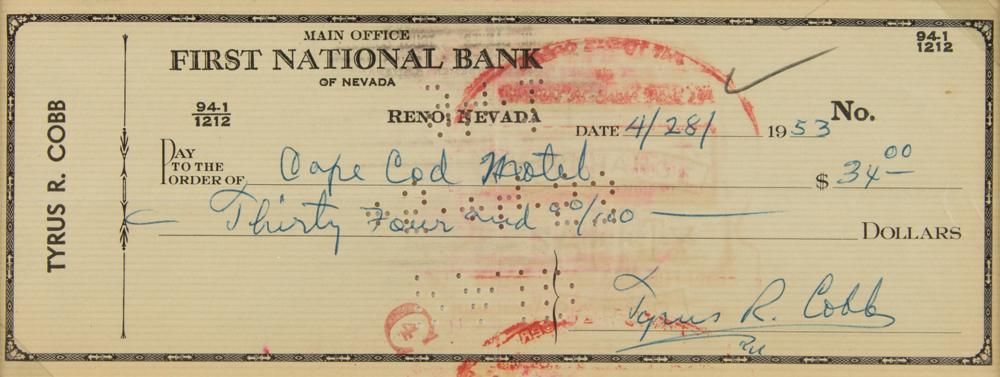 MAIN OFFICE
FIRST NATIONAL BANK
OF NEVADA
94-1
1212
94-1
1212
RENO, NEVADA
No.
DATE 4/28/ 1953
TYRUS R. COBB
PAY
TO THE
ORDER OF Cape Cod Motel $ 34 00
Thirty Four and 00/100 DOLLARS
Tyrus R. Cobb